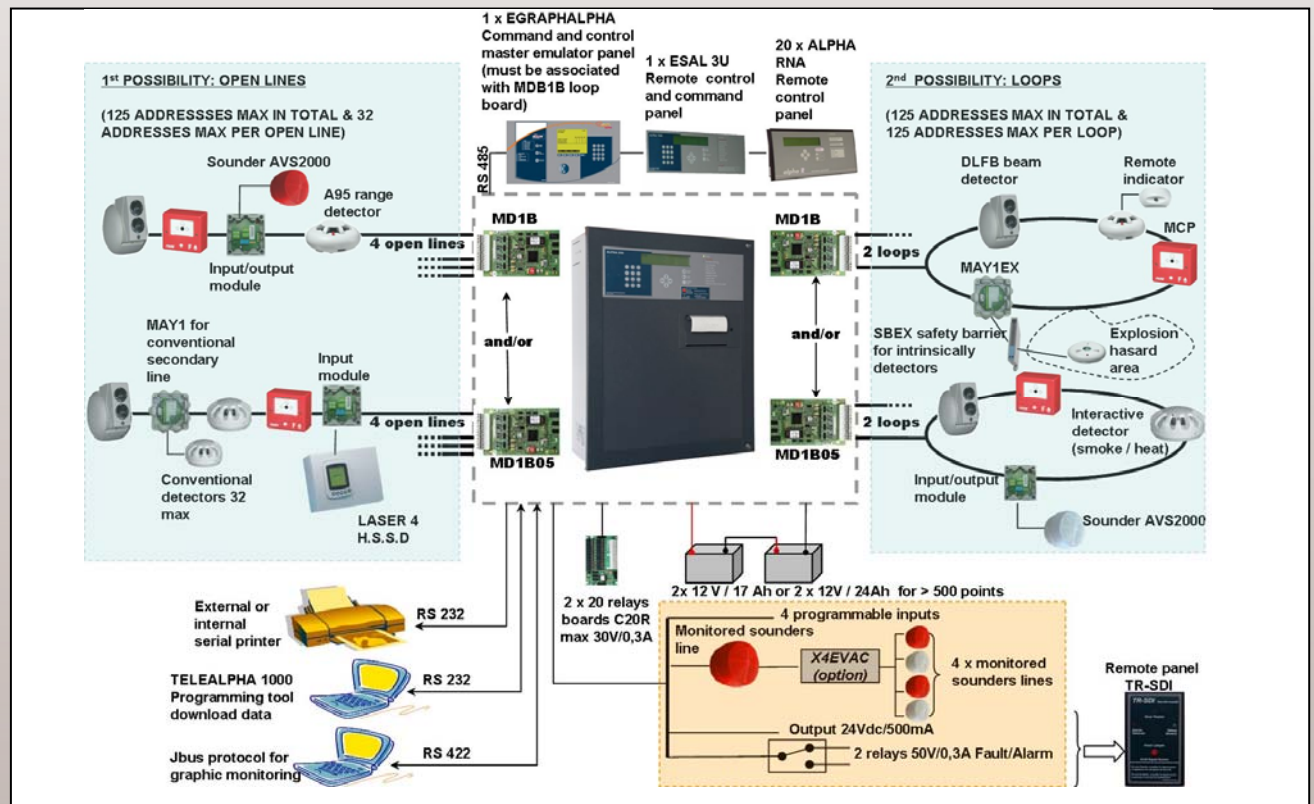 1 x EGRAPHALPHA
Command and control
master emulator panel
(must be associated
with MDB1B loop
board)
1 x ESAL 3U
Remote control
and command
panel
20 x ALPHA
RNA
Remote
control
panel
RS 485
1st POSSIBILITY: OPEN LINES
(125 ADDRESSSES MAX IN TOTAL & 32
ADDRESSES MAX PER OPEN LINE)
Sounder AVS2000
A95 range
detector
4 open lines
Input/output
module
MAY1 for
conventional
secondary
line
Input
module
4 open lines
Conventional
detectors 32
max
LASER 4
H.S.S.D
MD1B
and/or
MD1B05
MD1B
and/or
MD1B05
2nd POSSIBILITY: LOOPS
(125 ADDRESSES MAX IN TOTAL &
125 ADDRESSES MAX PER LOOP)
DLFB beam
detector
Remote
indicator
MCP
2 loops
MAY1EX
SBEX safety barrier
for intrinsically
detectors
Explosion
hasard
area
2 loops
Interactive
detector
(smoke / heat)
Input/output
module
Sounder AVS2000
External or
internal
serial printer
RS 232
TELEALPHA 1000
Programming tool
download data
RS 232
Jbus protocol for
graphic monitoring
RS 422
2 x 20 relays
boards C20R
max 30V/0,3A
2x 12 V / 17 Ah or 2 x 12V / 24Ah for > 500 points
4 programmable inputs
Monitored sounders
line
X4EVAC
(option)
4 x monitored
sounders lines
Output 24Vdc/500mA
2 relays 50V/0,3A Fault/Alarm
Remote panel
TR-SDI
TR-SDI